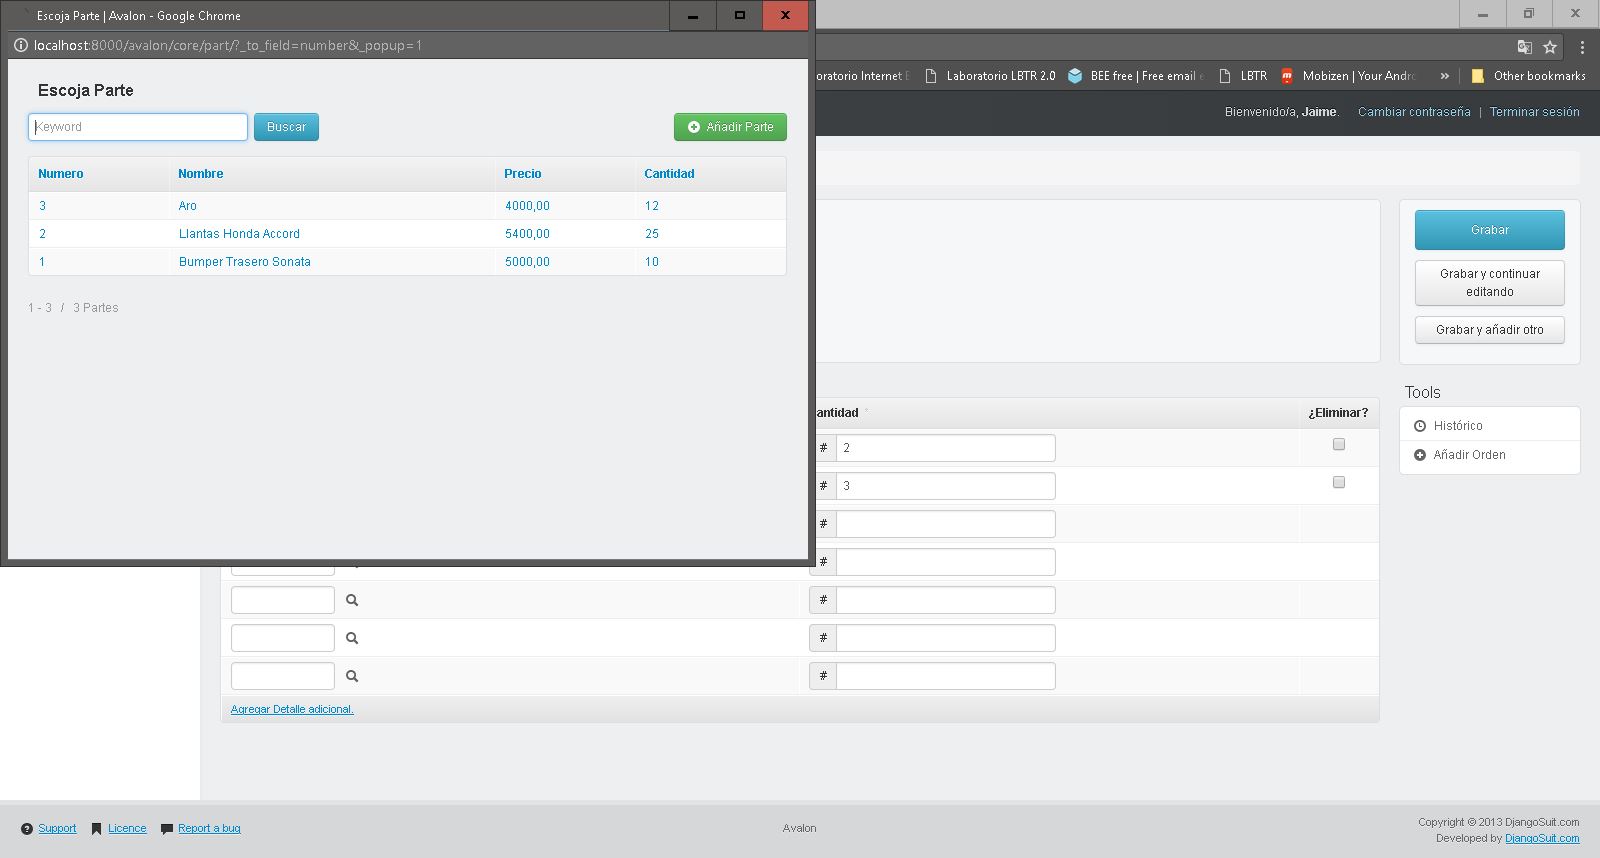 Escoja Parte | Avalon - Google Chrome
localhost:8000/avalon/core/part/?_to_field=number&_popup=1
Escoja Parte
Keyword
Buscar
Añadir Parte
Numero Nombre Precio Cantidad
3 Aro 4000,00 12
2 Llantas Honda Accord 5400,00 25
1 Bumper Trasero Sonata 5000,00 10
1 - 3 / 3 Partes
oratorio Internet Laboratorio LBTR 2.0 BEE free | Free email LBTR Mobizen | Your Andr » Other bookmarks
Bienvenido/a, Jaime. Cambiar contraseña | Terminar sesión
Grabar
Grabar y continuar
editando
Grabar y añadir otro
Tools
Histórico
Añadir Orden
antidad ¿Eliminar?
# 2
# 3
#
#
#
#
#
Agregar Detalle adicional.
Support Licence Report a bug
Avalon
Copyright © 2013 DjangoSuit.com
Developed by DjangoSuit.com